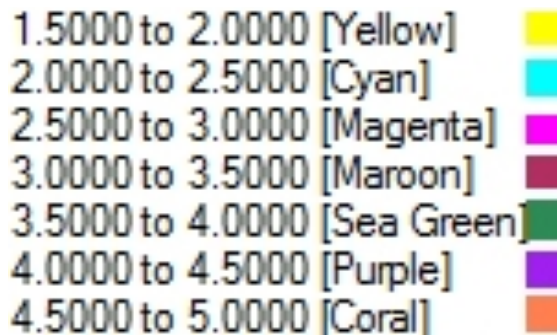 1.5000 to 2.0000 [Yellow]
2.0000 to 2.5000 [Cyan]
2.5000 to 3.0000 [Magenta]
3.0000 to 3.5000 [Maroon]
3.5000 to 4.0000 [Sea Green]
4.0000 to 4.5000 [Purple]
4.5000 to 5.0000 [Coral]